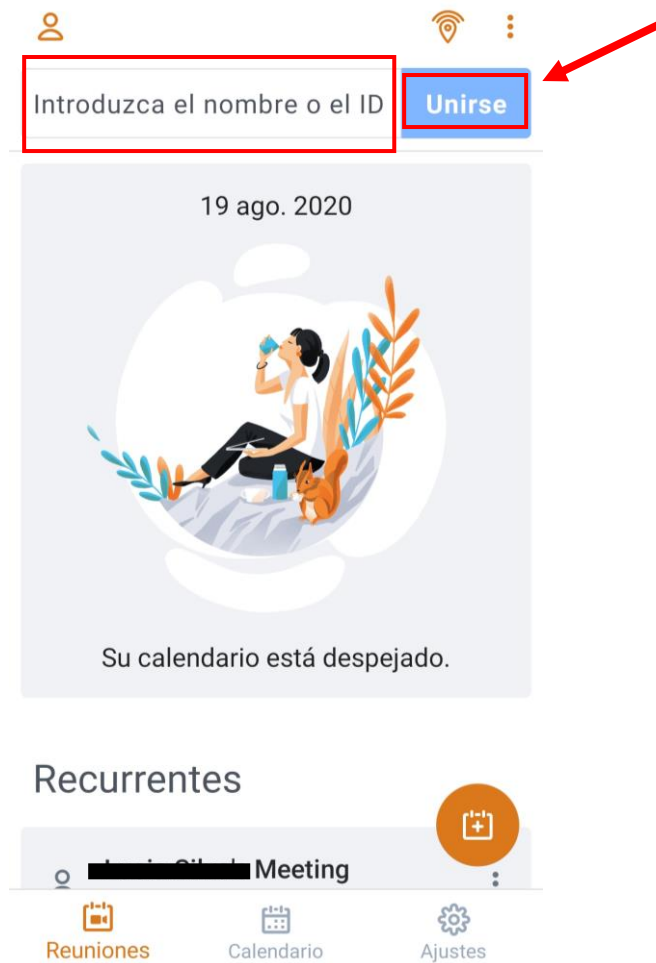 Introduzca el nombre o el ID
Unirse
19 ago. 2020
Su calendario está despejado.
Recurrentes
Meeting
Reuniones
Calendario
Ajustes